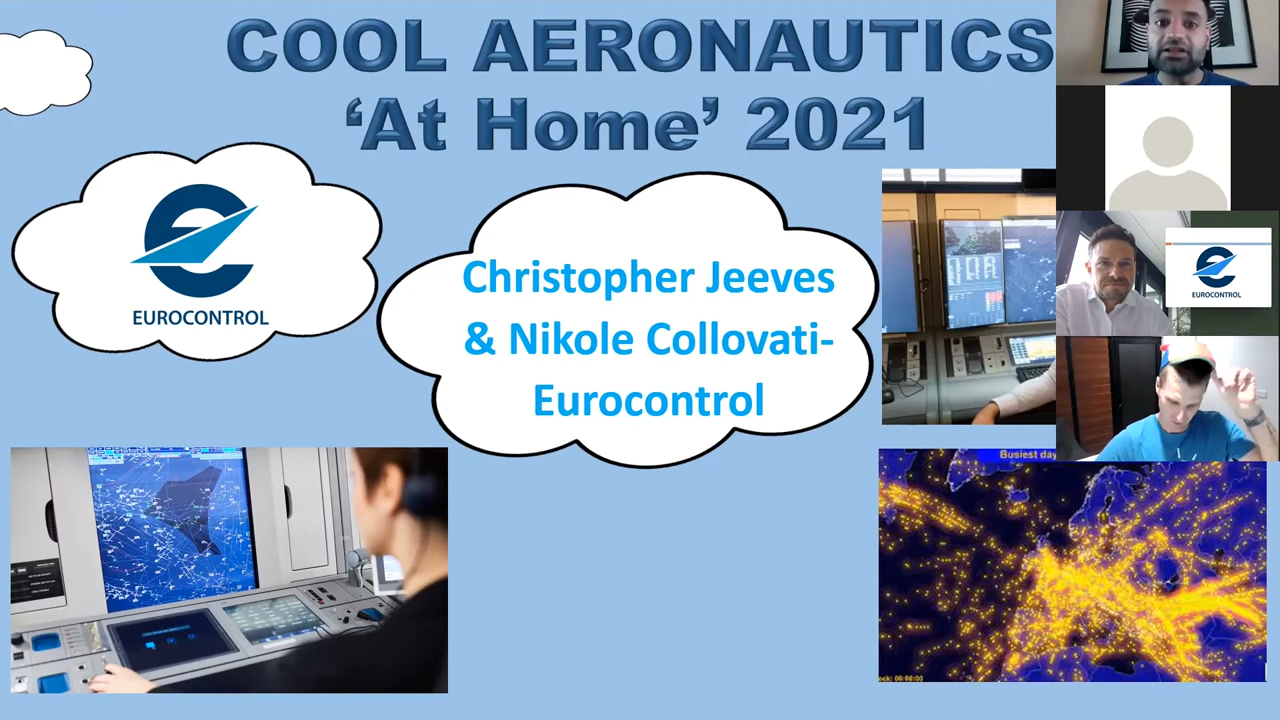 COOL AERONAUTICS
‘At Home’ 2021
EUROCONTROL
Christopher Jeeves
& Nikole Collovati-
Eurocontrol
EUROCONTROL
Busiest day